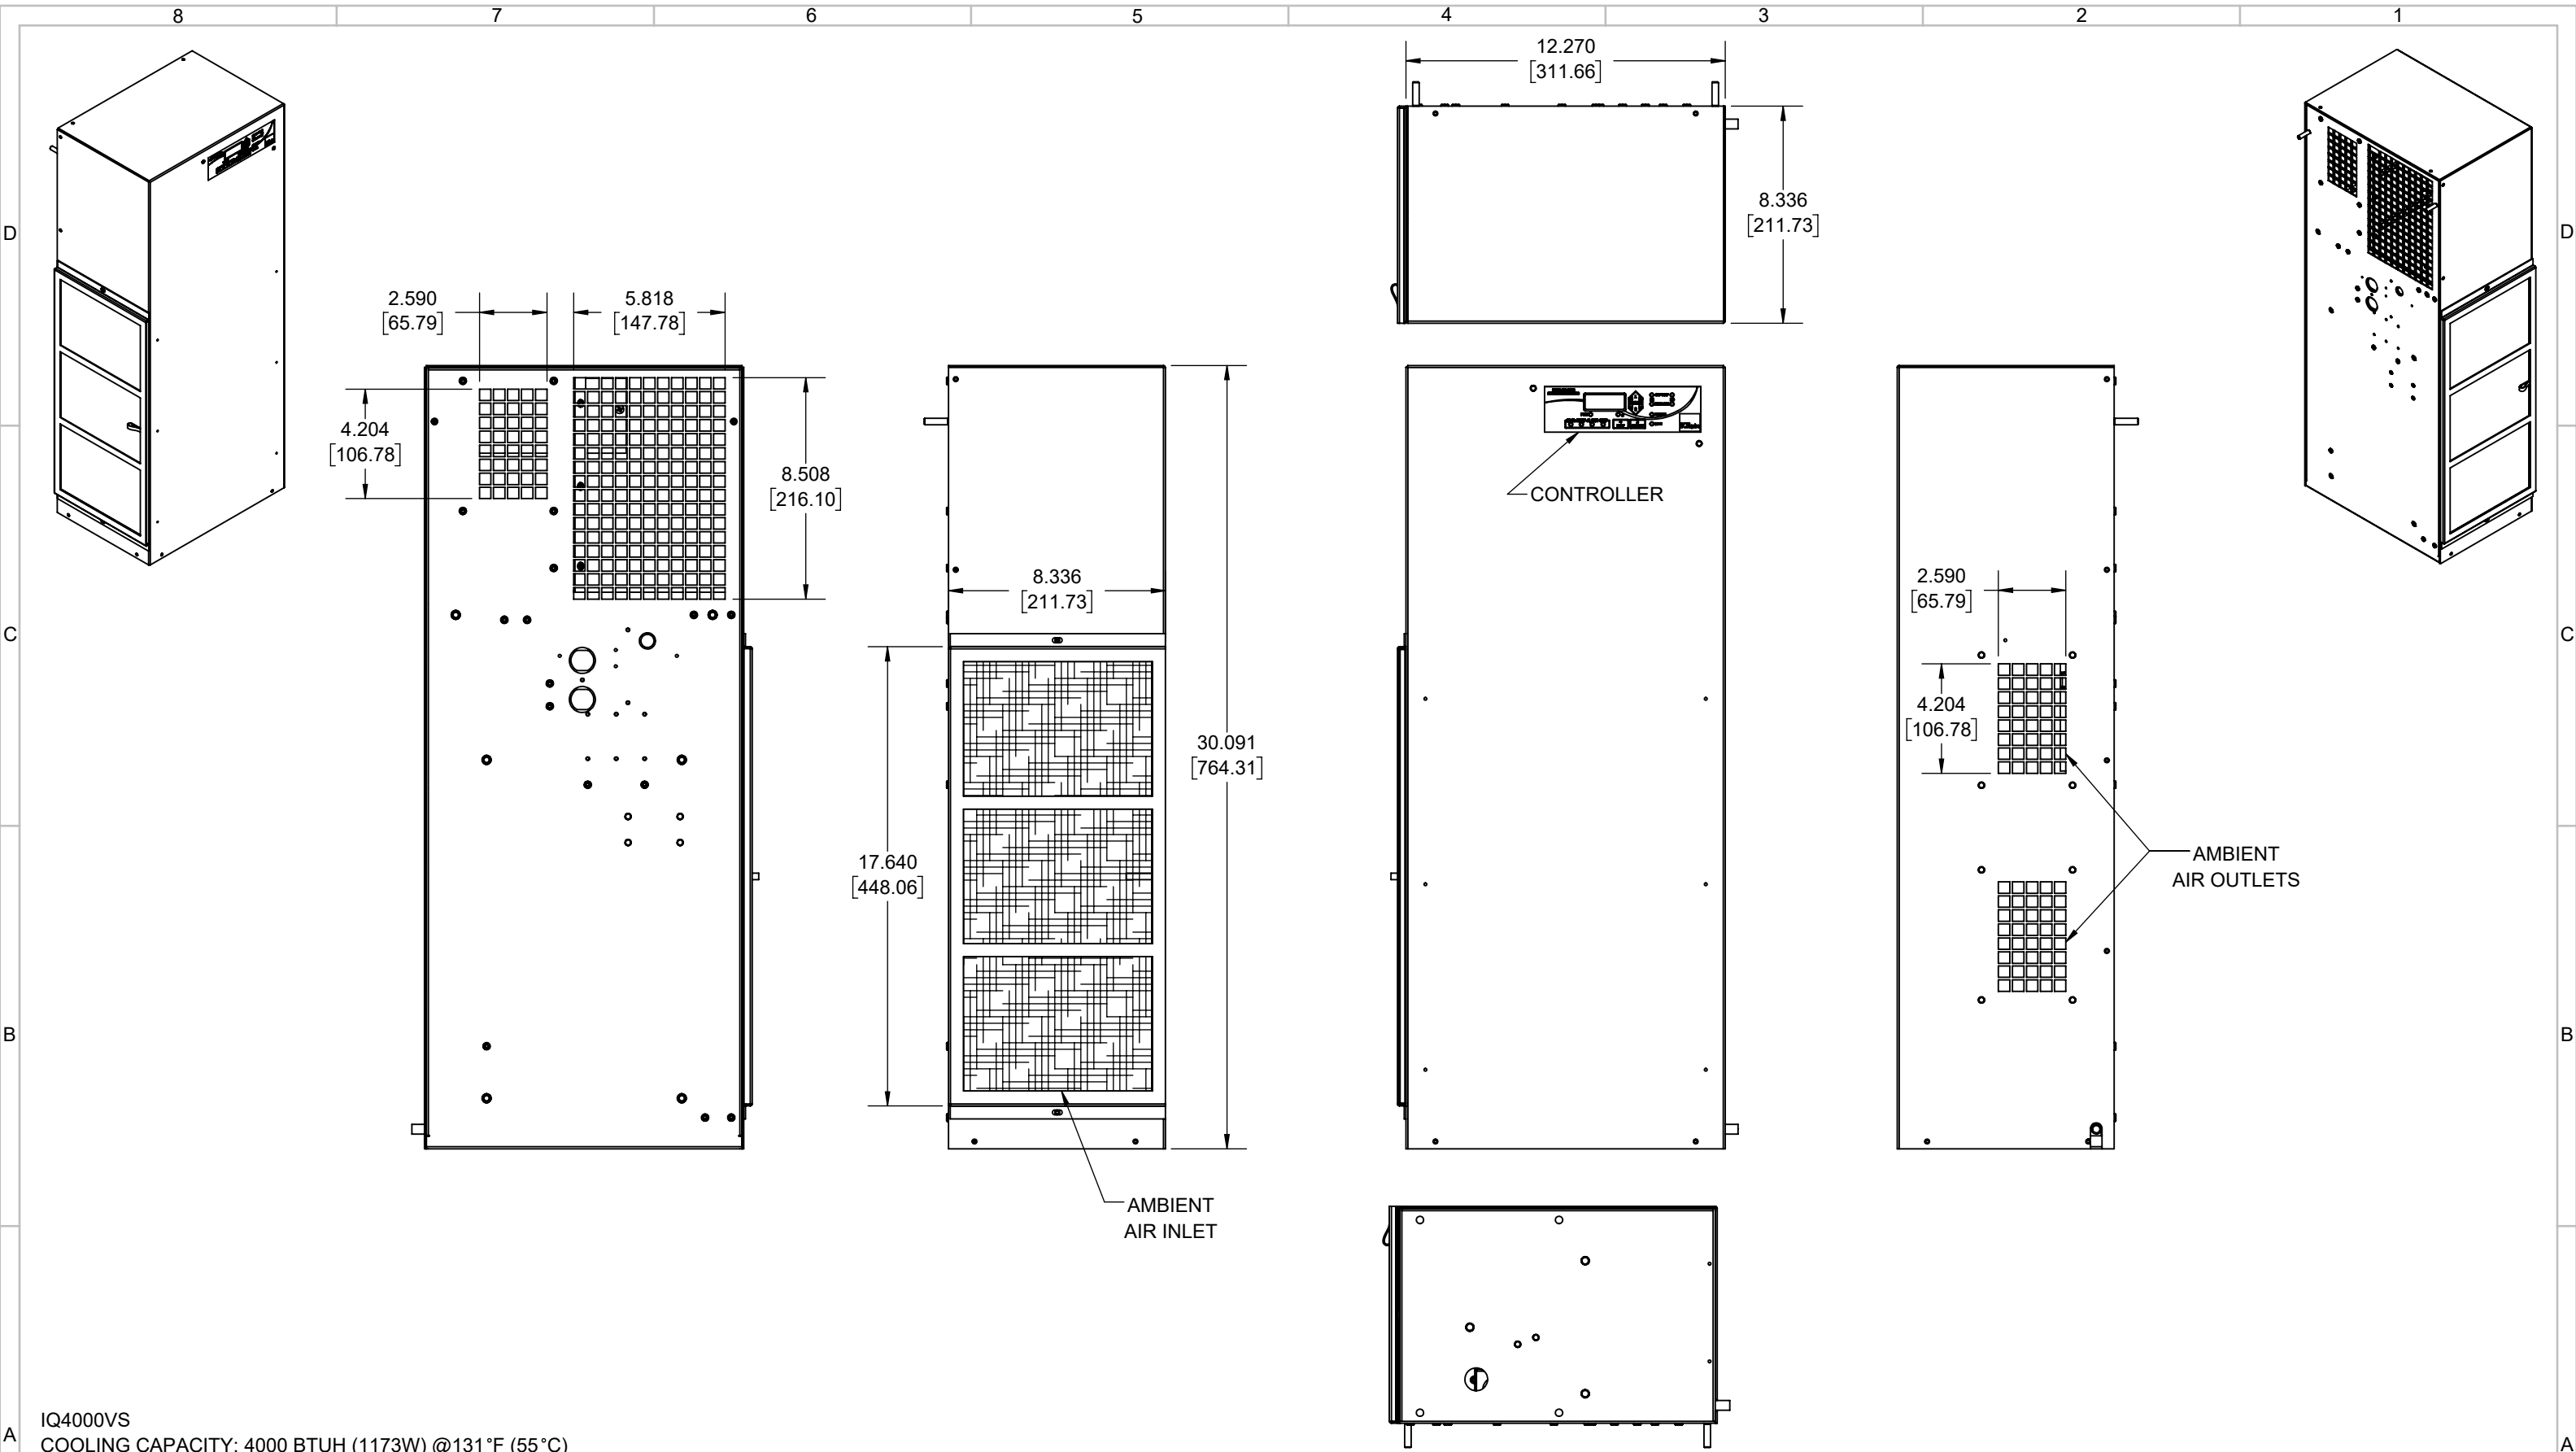 8 7 6 5 4 3 2 1
12.270
[311.66]
8.336
[211.73]
D D
2.590
[65.79]
5.818
[147.78]
4.204
[106.78]
8.508
[216.10]
CONTROLLER
8.336
[211.73]
2.590
[65.79]
C C
4.204
[106.78]
30.091
[764.31]
17.640
[448.06]
AMBIENT
AIR OUTLETS
B B
AMBIENT
AIR INLET
IQ4000VS
A A
COOLING CAPACITY: 4000 BTUH (1173W) @131°F (55°C)